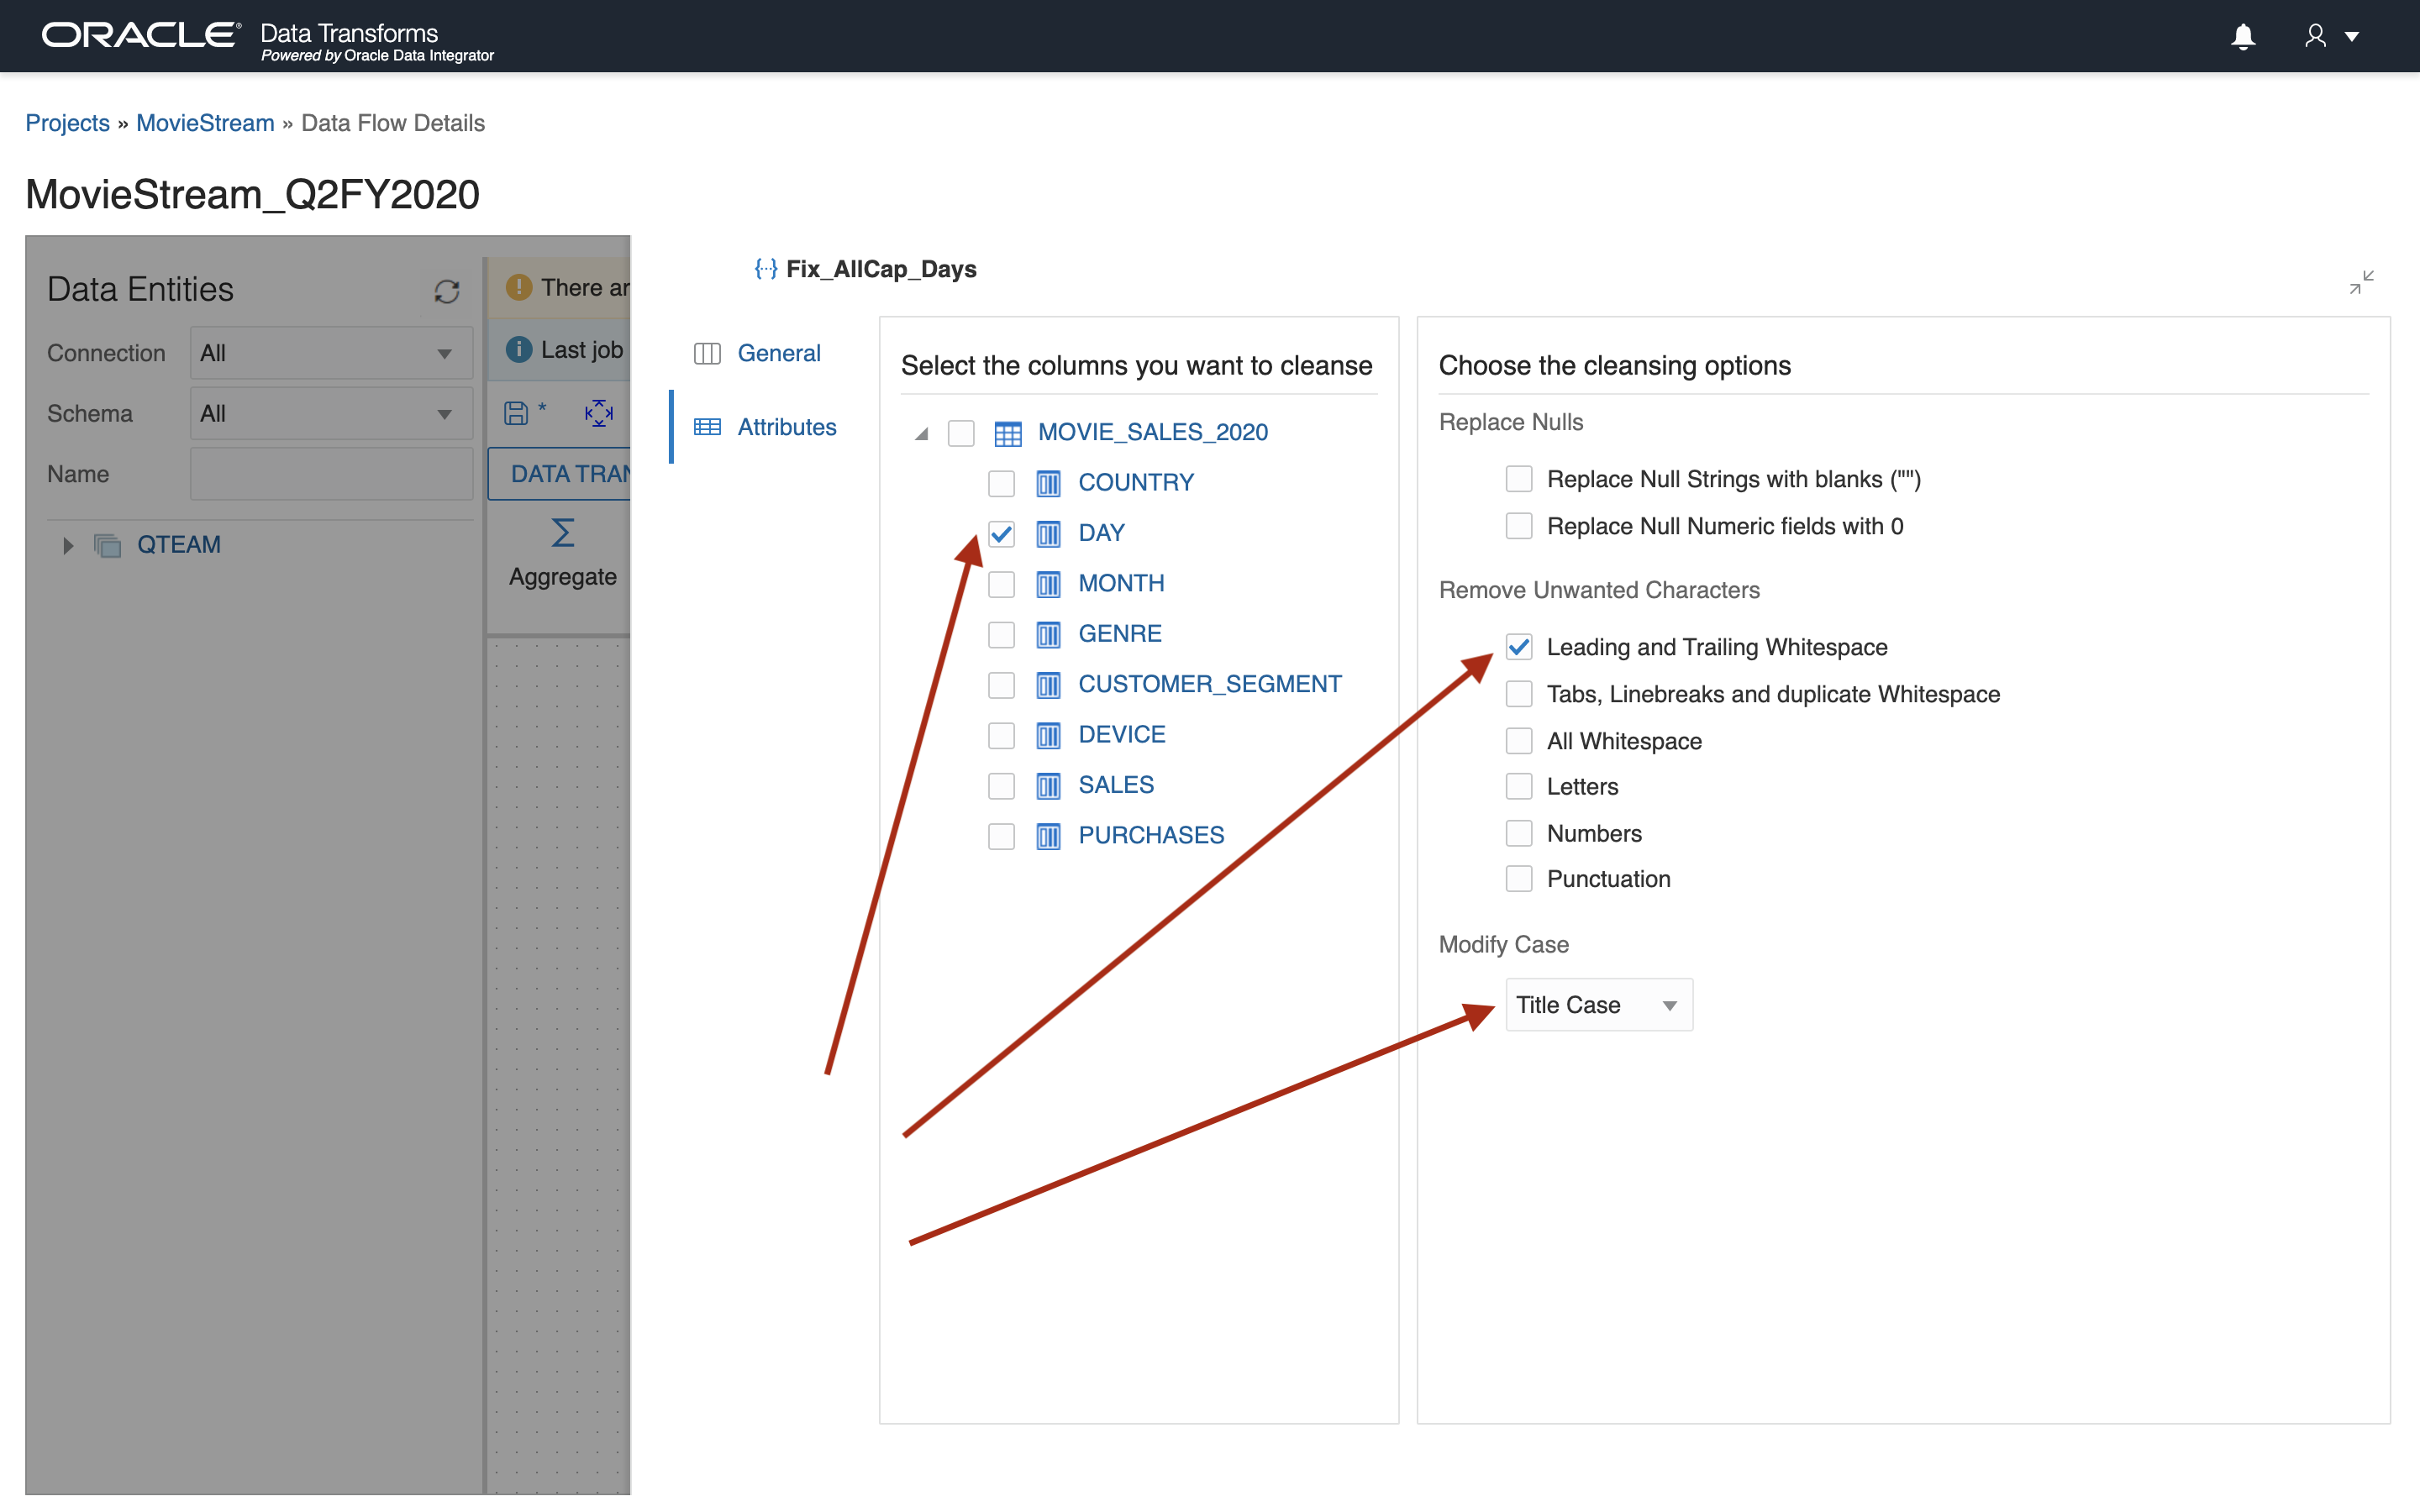 ORACLE® Data Transforms
Powered by Oracle Data Integrator
Projects » MovieStream » Data Flow Details
MovieStream_Q2FY2020
Data Entities
Connection All
Schema All
Name
QTEAM
There ar
Last job
*
DATA TRAN
Aggregate
Fix_AllCap_Days
General
Attributes
Select the columns you want to cleanse
MOVIE_SALES_2020
COUNTRY
DAY
MONTH
GENRE
CUSTOMER_SEGMENT
DEVICE
SALES
PURCHASES
Choose the cleansing options
Replace Nulls
Replace Null Strings with blanks ("")
Replace Null Numeric fields with 0
Remove Unwanted Characters
Leading and Trailing Whitespace
Tabs, Linebreaks and duplicate Whitespace
All Whitespace
Letters
Numbers
Punctuation
Modify Case
Title Case